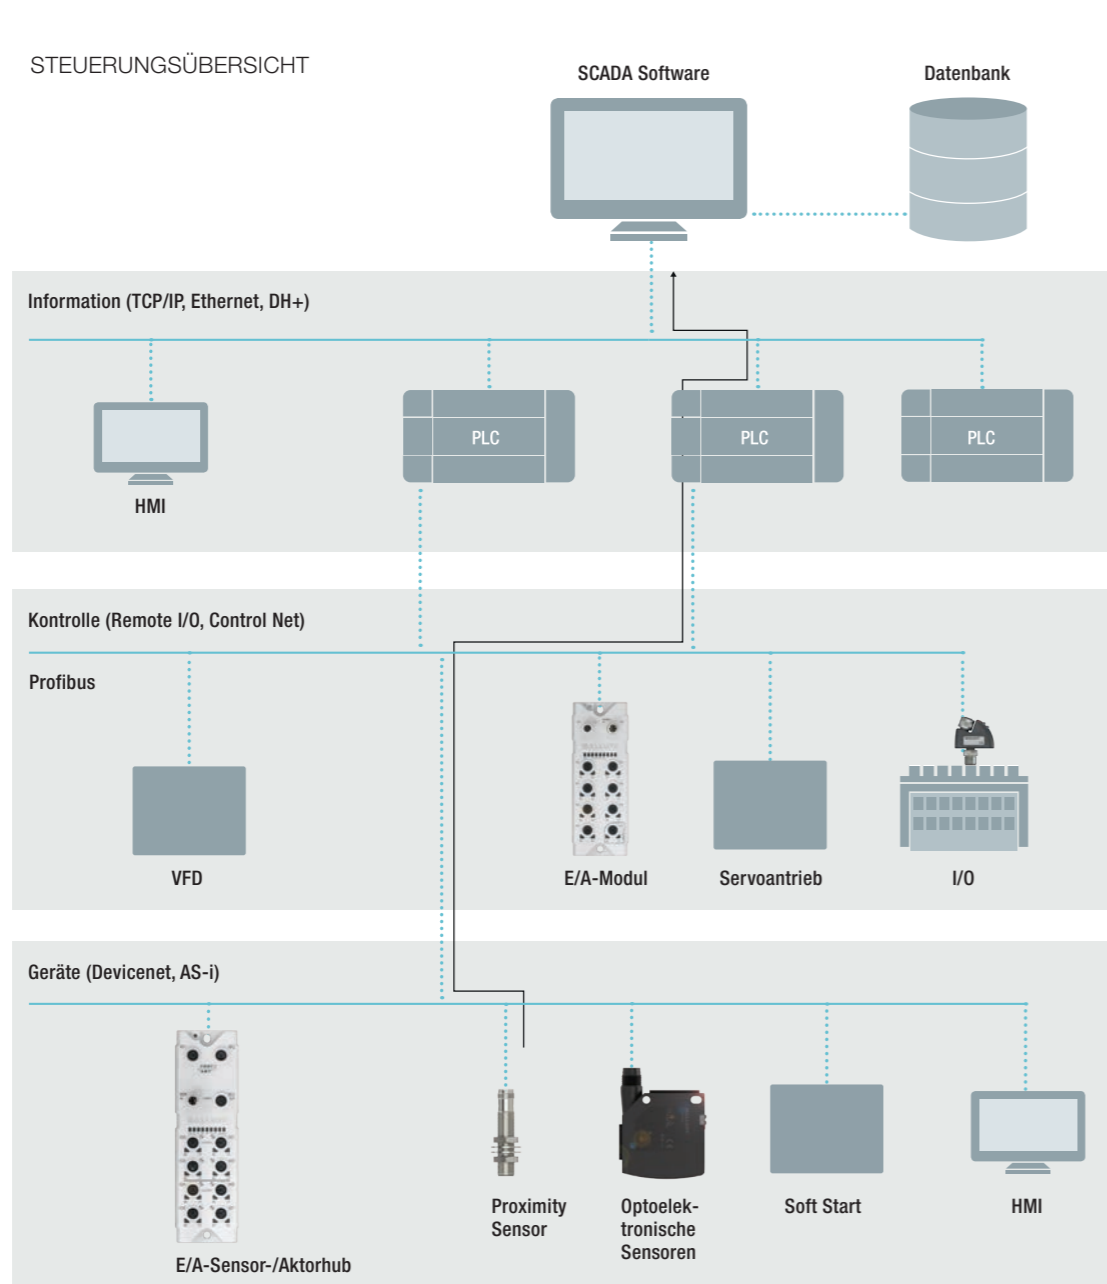 STEUERUNGSÜBERSICHT
SCADA Software
Datenbank
Information (TCP/IP, Ethernet, DH+)
PLC
PLC
PLC
HMI
Kontrolle (Remote I/O, Control Net)
Profibus
VFD
E/A-Modul
Servoantrieb
I/O
Geräte (Devicenet, AS-i)
Proximity
Sensor
Optoelek-
tronische
Sensoren
Soft Start
HMI
E/A-Sensor-/Aktorhub